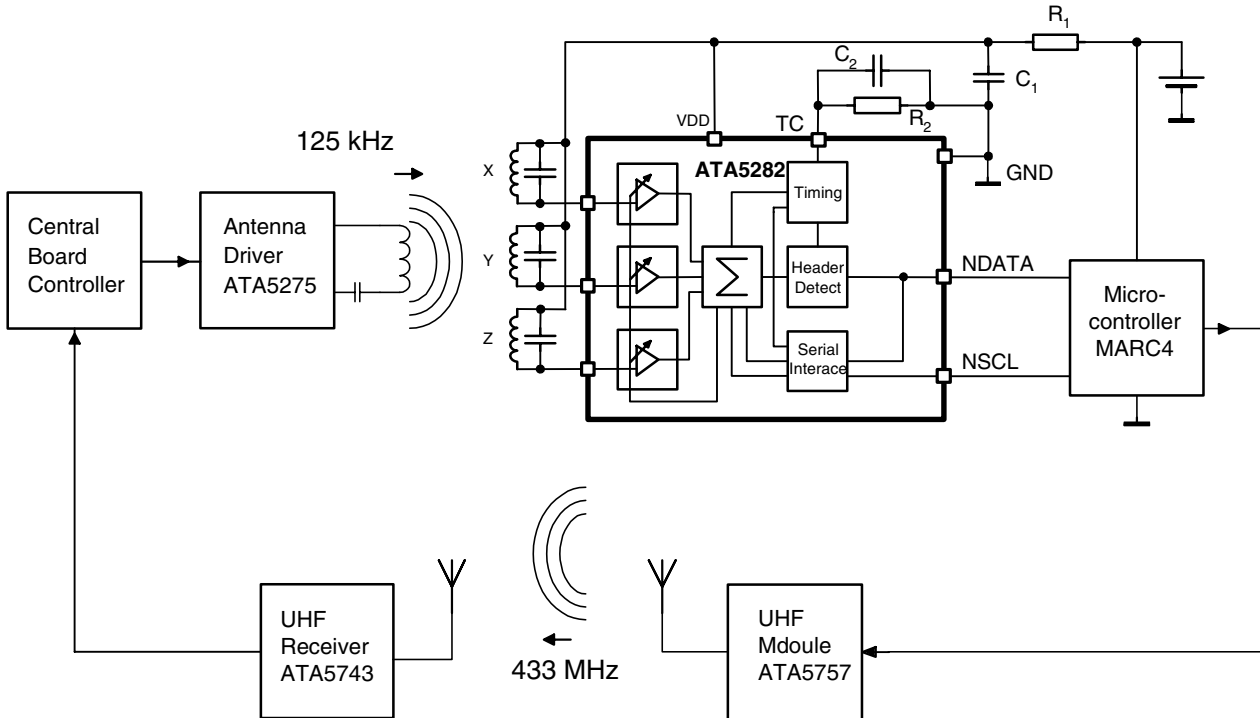 R1
C2
C1
R2
VDD
TC
125 kHz
X
ATA5282
Timing
GND
Central
Board
Controller
Antenna
Driver
ATA5275
Y
Σ
Header
Detect
NDATA
Micro-
controller
MARC4
Z
Serial
Interace
NSCL
UHF
Receiver
ATA5743
433 MHz
UHF
Mdoule
ATA5757